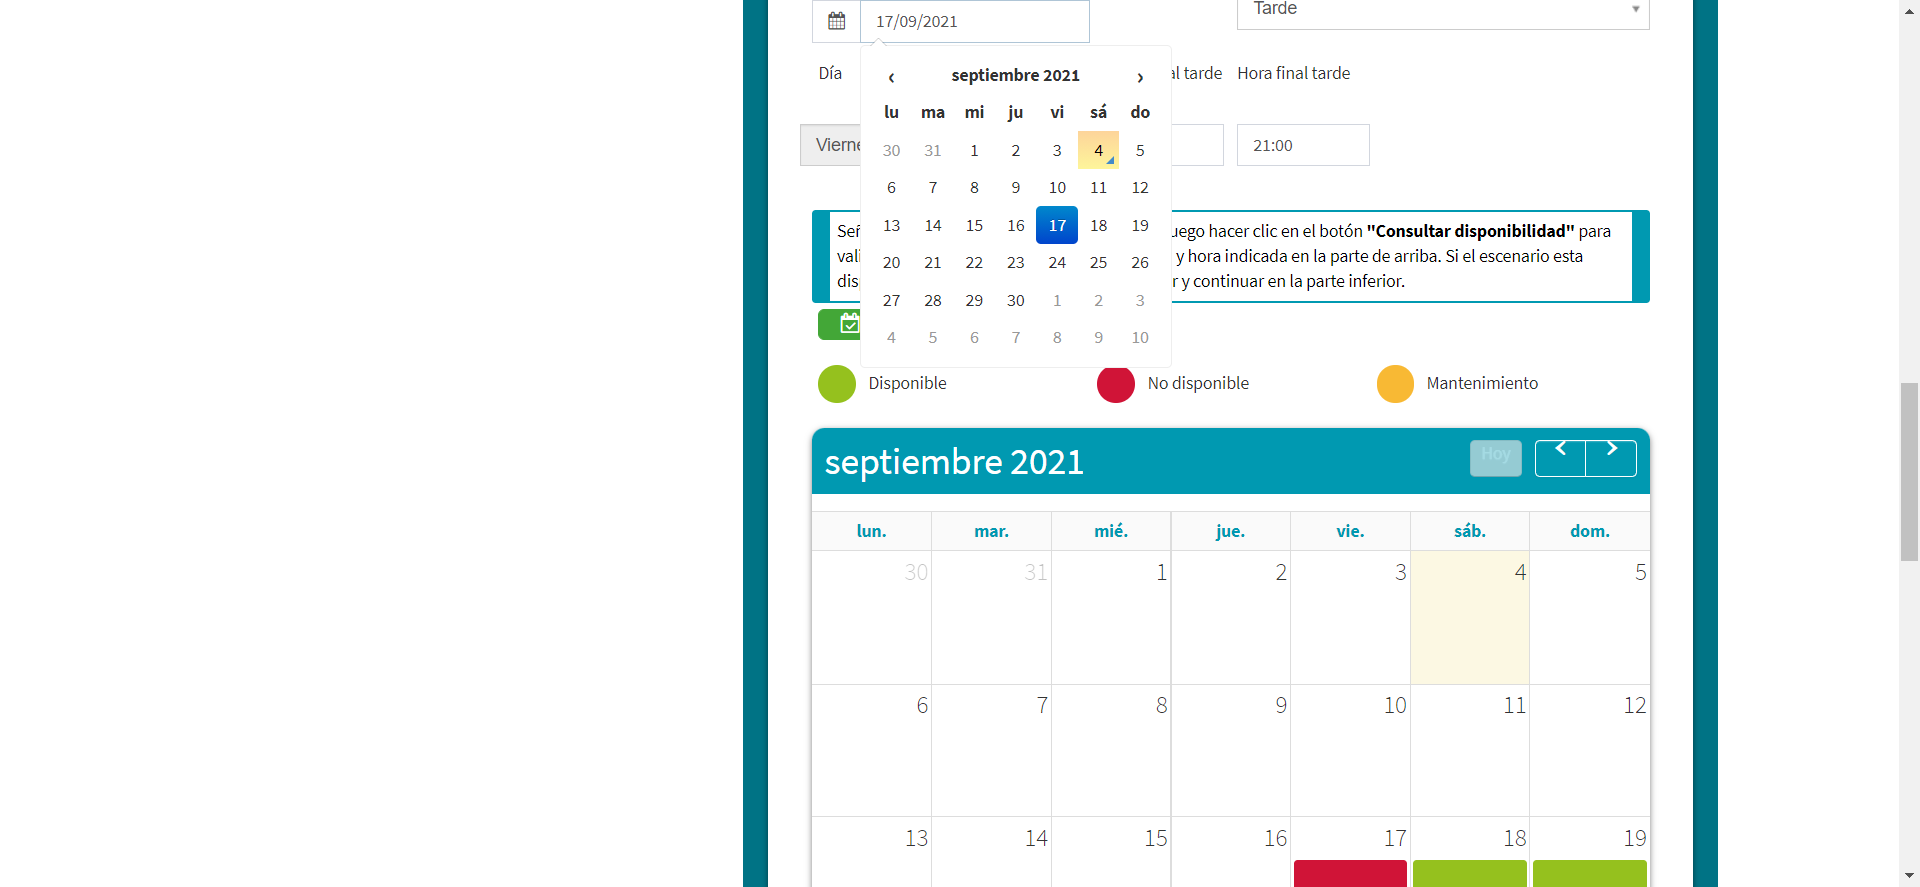 17/09/2021
Tarde
Día
al tarde
Hora final tarde
‹ septiembre 2021 ›
lu ma mi ju vi sá do
30 31 1 2 3 4 5
6 7 8 9 10 11 12
13 14 15 16 17 18 19
20 21 22 23 24 25 26
27 28 29 30 1 2 3
4 5 6 7 8 9 10
Vierne
21:00
uego hacer clic en el botón "Consultar disponibilidad" para
y hora indicada en la parte de arriba. Si el escenario esta
r y continuar en la parte inferior.
Disponible
No disponible
Mantenimiento
septiembre 2021
Hoy
lun. mar. mié. jue. vie. sáb. dom.
30 31 1 2 3 4 5
6 7 8 9 10 11 12
13 14 15 16 17 18 19